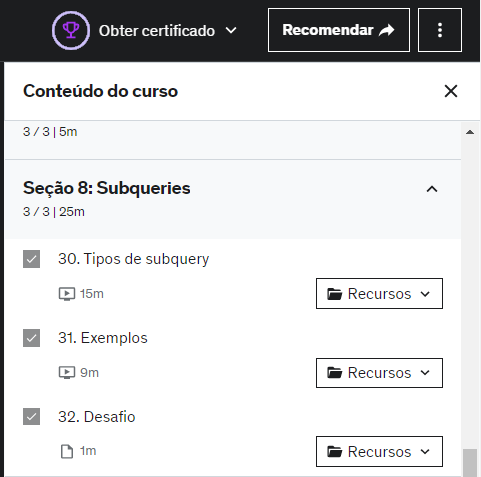 Obter certificado
Recomendar
Conteúdo do curso
3 / 3 | 5m
Seção 8: Subqueries
3 / 3 | 25m
30. Tipos de subquery
15m
Recursos
31. Exemplos
9m
Recursos
32. Desafio
1m
Recursos